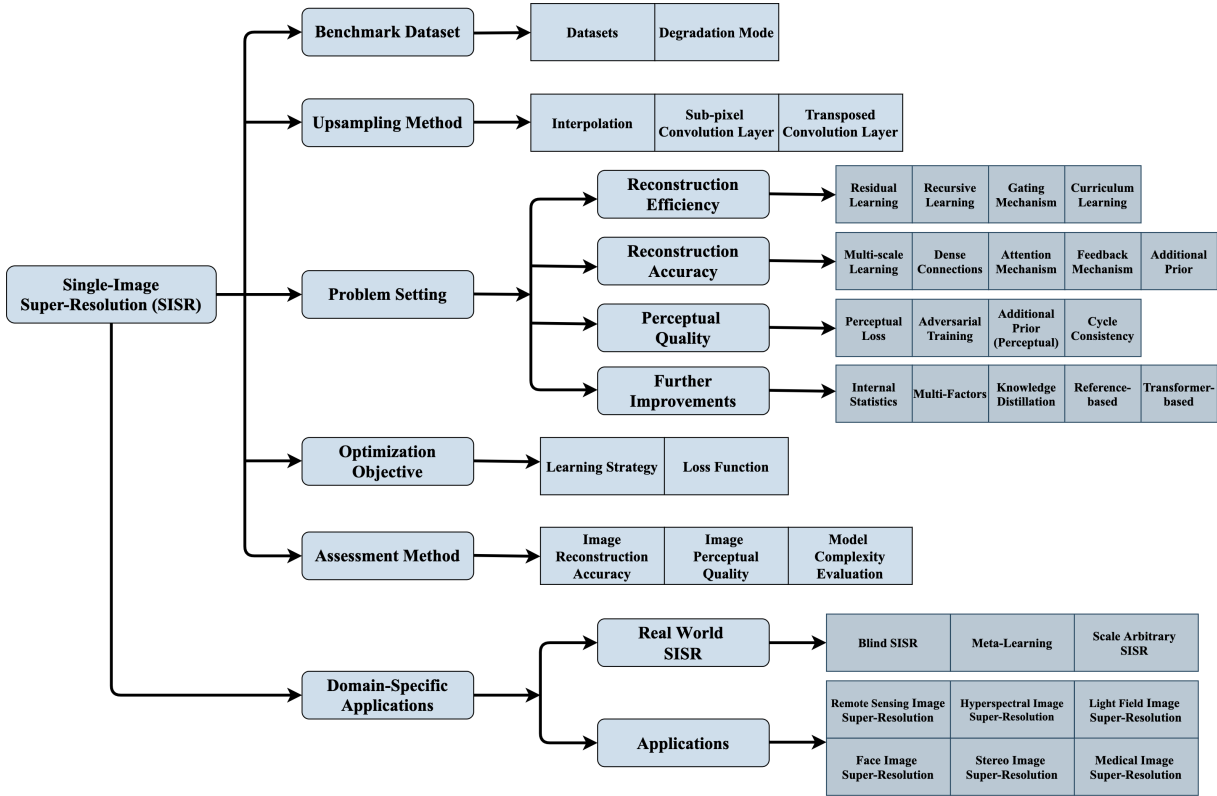 Single-Image
Super-Resolution (SISR)
Benchmark Dataset
Datasets
Degradation Mode
Upsampling Method
Interpolation
Sub-pixel
Convolution Layer
Transposed
Convolution Layer
Problem Setting
Reconstruction
Efficiency
Residual
Learning
Recursive
Learning
Gating
Mechanism
Curriculum
Learning
Reconstruction
Accuracy
Multi-scale
Learning
Dense
Connections
Attention
Mechanism
Feedback
Mechanism
Additional
Prior
Perceptual
Quality
Perceptual
Loss
Adversarial
Training
Additional
Prior
(Perceptual)
Cycle
Consistency
Further
Improvements
Internal
Statistics
Multi-Factors
Knowledge
Distillation
Reference-
based
Transformer-
based
Optimization
Objective
Learning Strategy
Loss Function
Assessment Method
Image
Reconstruction
Accuracy
Image
Perceptual
Quality
Model
Complexity
Evaluation
Domain-Specific
Applications
Real World
SISR
Blind SISR
Meta-Learning
Scale Arbitrary
SISR
Applications
Remote Sensing Image
Super-Resolution
Hyperspectral Image
Super-Resolution
Light Field Image
Super-Resolution
Face Image
Super-Resolution
Stereo Image
Super-Resolution
Medical Image
Super-Resolution